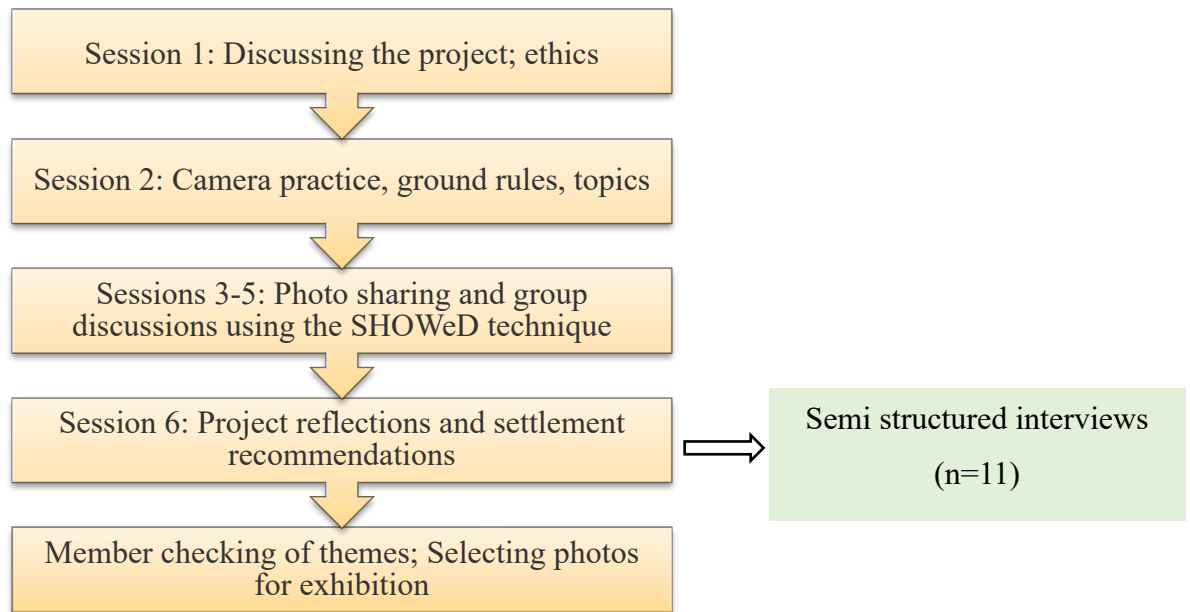 Session 1: Discussing the project; ethics
Session 2: Camera practice, ground rules, topics
Sessions 3-5: Photo sharing and group
discussions using the SHOWeD technique
Session 6: Project reflections and settlement
recommendations
Semi structured interviews
(n=11)
Member checking of themes; Selecting photos
for exhibition